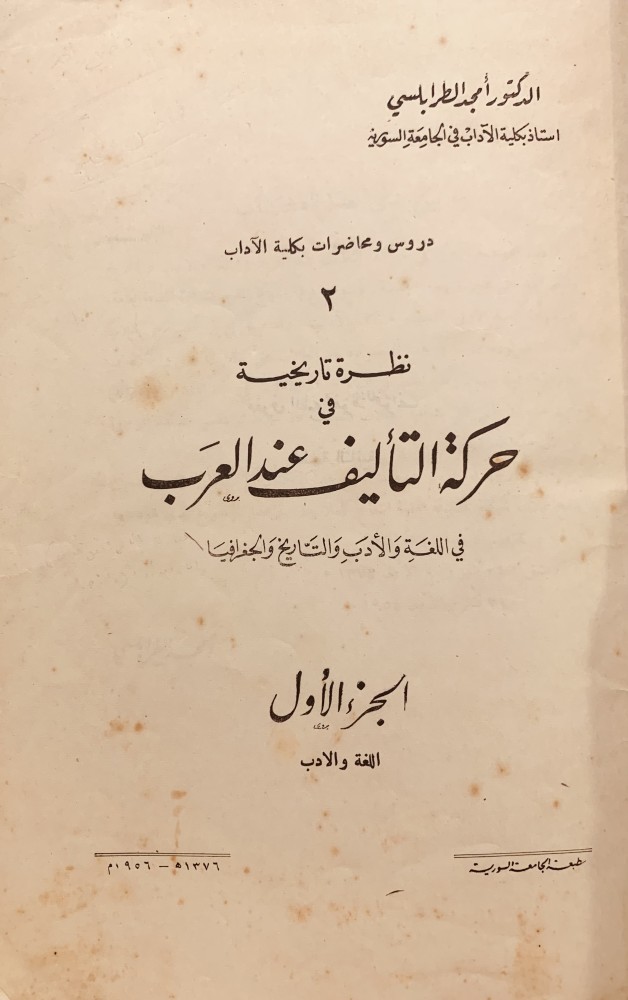 الدكتور أمجد الطرابلسي
استاذ بكلية الآداب في الجامعة السورية
دروس ومحاضرات بكلية الآداب
٢
نظرة تاريخية
في
حركة التأليف عند العرب
في اللغة والأدب والتاريخ والجغرافيا
الجزء الأول
اللغة والادب
مطبعة الجامعة السورية
١٣٧٦ه - ١٩٥٦م